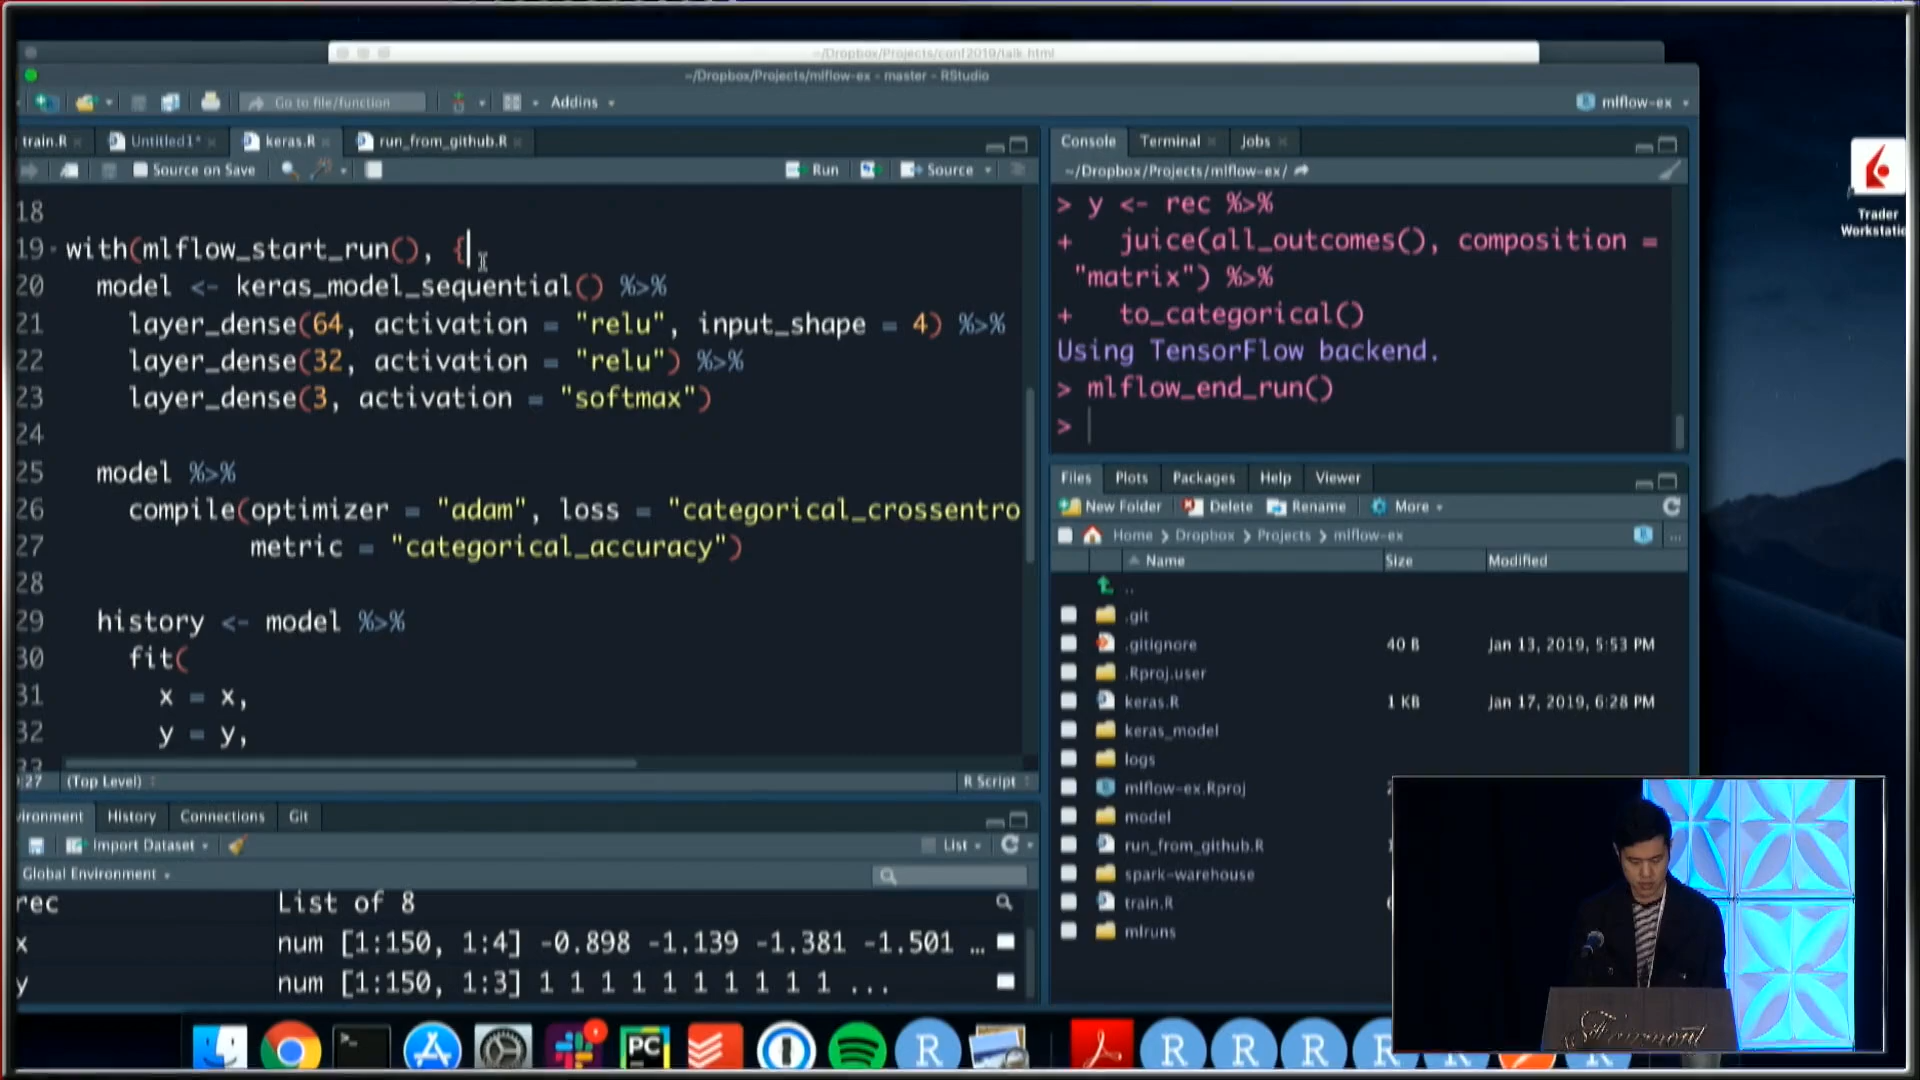 ~/Dropbox/Projects/conf2019/talk.html
~/Dropbox/Projects/mlflow-ex - master - RStudio
Go to file/function
Addins
mlflow-ex
train.R
Untitled1*
keras.R
run_from_github.R
Source on Save
Run
Source
18
19 with(mlflow_start_run(), {
20 model <- keras_model_sequential() %>%
21 layer_dense(64, activation = "relu", input_shape = 4) %>%
22 layer_dense(32, activation = "relu") %>%
23 layer_dense(3, activation = "softmax")
24
25 model %>%
26 compile(optimizer = "adam", loss = "categorical_crossentro
27 metric = "categorical_accuracy")
28
29 history <- model %>%
30 fit(
31 x = x,
32 y = y,
33
:27 (Top Level)
R Script
Console Terminal Jobs
~/Dropbox/Projects/mlflow-ex/
> y <- rec %>%
+ juice(all_outcomes(), composition =
"matrix") %>%
+ to_categorical()
Using TensorFlow backend.
> mlflow_end_run()
>
Files Plots Packages Help Viewer
New Folder Delete Rename More
Home > Dropbox > Projects > mlflow-ex
Name Size Modified
..
.git
.gitignore 40 B Jan 13, 2019, 5:53 PM
.Rproj.user
keras.R 1 KB Jan 17, 2019, 6:28 PM
keras_model
logs
mlflow-ex.Rproj
model
run_from_github.R
spark-warehouse
train.R
mlruns
vironment History Connections Git
Import Dataset
List
Global Environment
rec List of 8
x num [1:150, 1:4] -0.898 -1.139 -1.381 -1.501 ...
y num [1:150, 1:3] 1 1 1 1 1 1 1 1 1 1 ...
Trader
Workstatio
PC
R
R
R
R
R
Fairmont